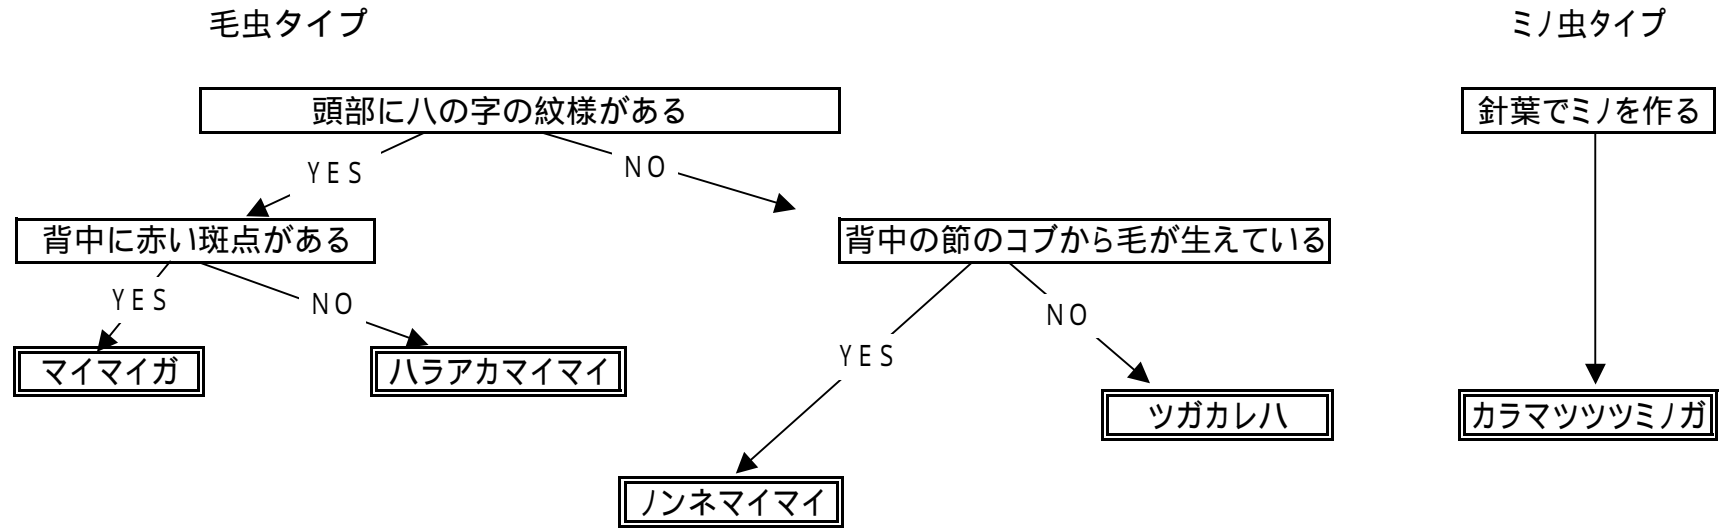 毛虫タイプ
ミノ虫タイプ
頭部に八の字の紋様がある
針葉でミノを作る
YES
NO
背中に赤い斑点がある
背中の節のコブから毛が生えている
YES
NO
NO
YES
マイマイガ
ハラアカマイマイ
ツガカレハ
カラマツツツミノガ
ノンネマイマイ